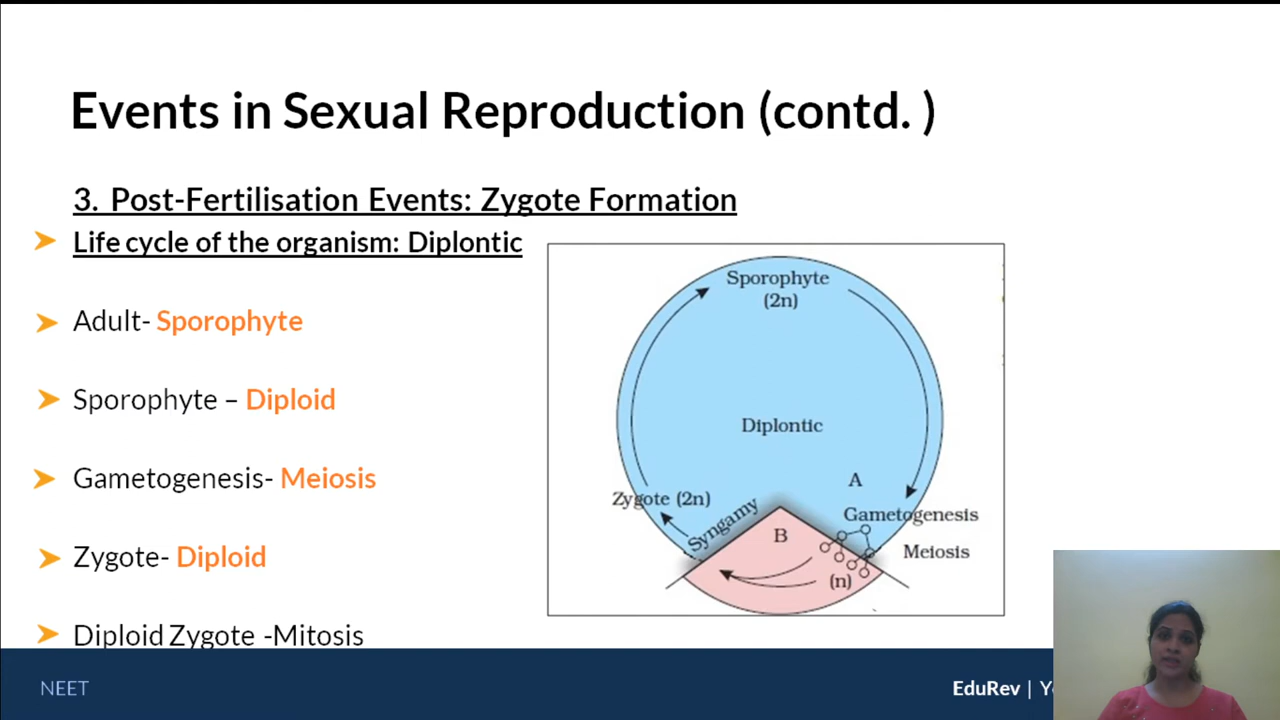 Events in Sexual Reproduction (contd. )
3. Post-Fertilisation Events: Zygote Formation
Life cycle of the organism: Diplontic
Adult- Sporophyte
Sporophyte – Diploid
Gametogenesis- Meiosis
Zygote- Diploid
Diploid Zygote -Mitosis
Sporophyte
(2n)
Diplontic
A
Zygote (2n)
Syngamy
Gametogenesis
B
Meiosis
(n)
NEET
EduRev |